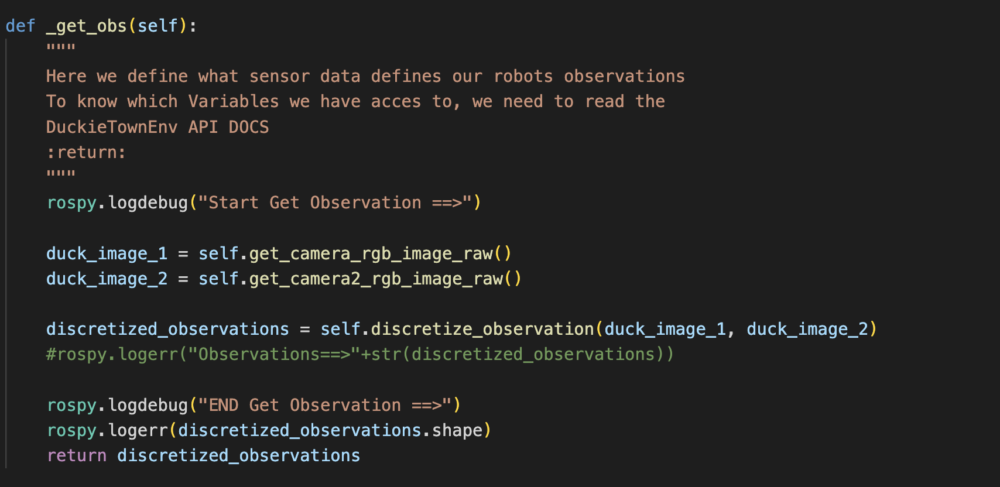 def _get_obs(self):
    """
    Here we define what sensor data defines our robots observations
    To know which Variables we have acces to, we need to read the
    DuckieTownEnv API DOCS
    :return:
    """
    rospy.logdebug("Start Get Observation ==>")

    duck_image_1 = self.get_camera_rgb_image_raw()
    duck_image_2 = self.get_camera2_rgb_image_raw()

    discretized_observations = self.discretize_observation(duck_image_1, duck_image_2)
    #rospy.logerr("Observations==>"+str(discretized_observations))

    rospy.logdebug("END Get Observation ==>")
    rospy.logerr(discretized_observations.shape)
    return discretized_observations